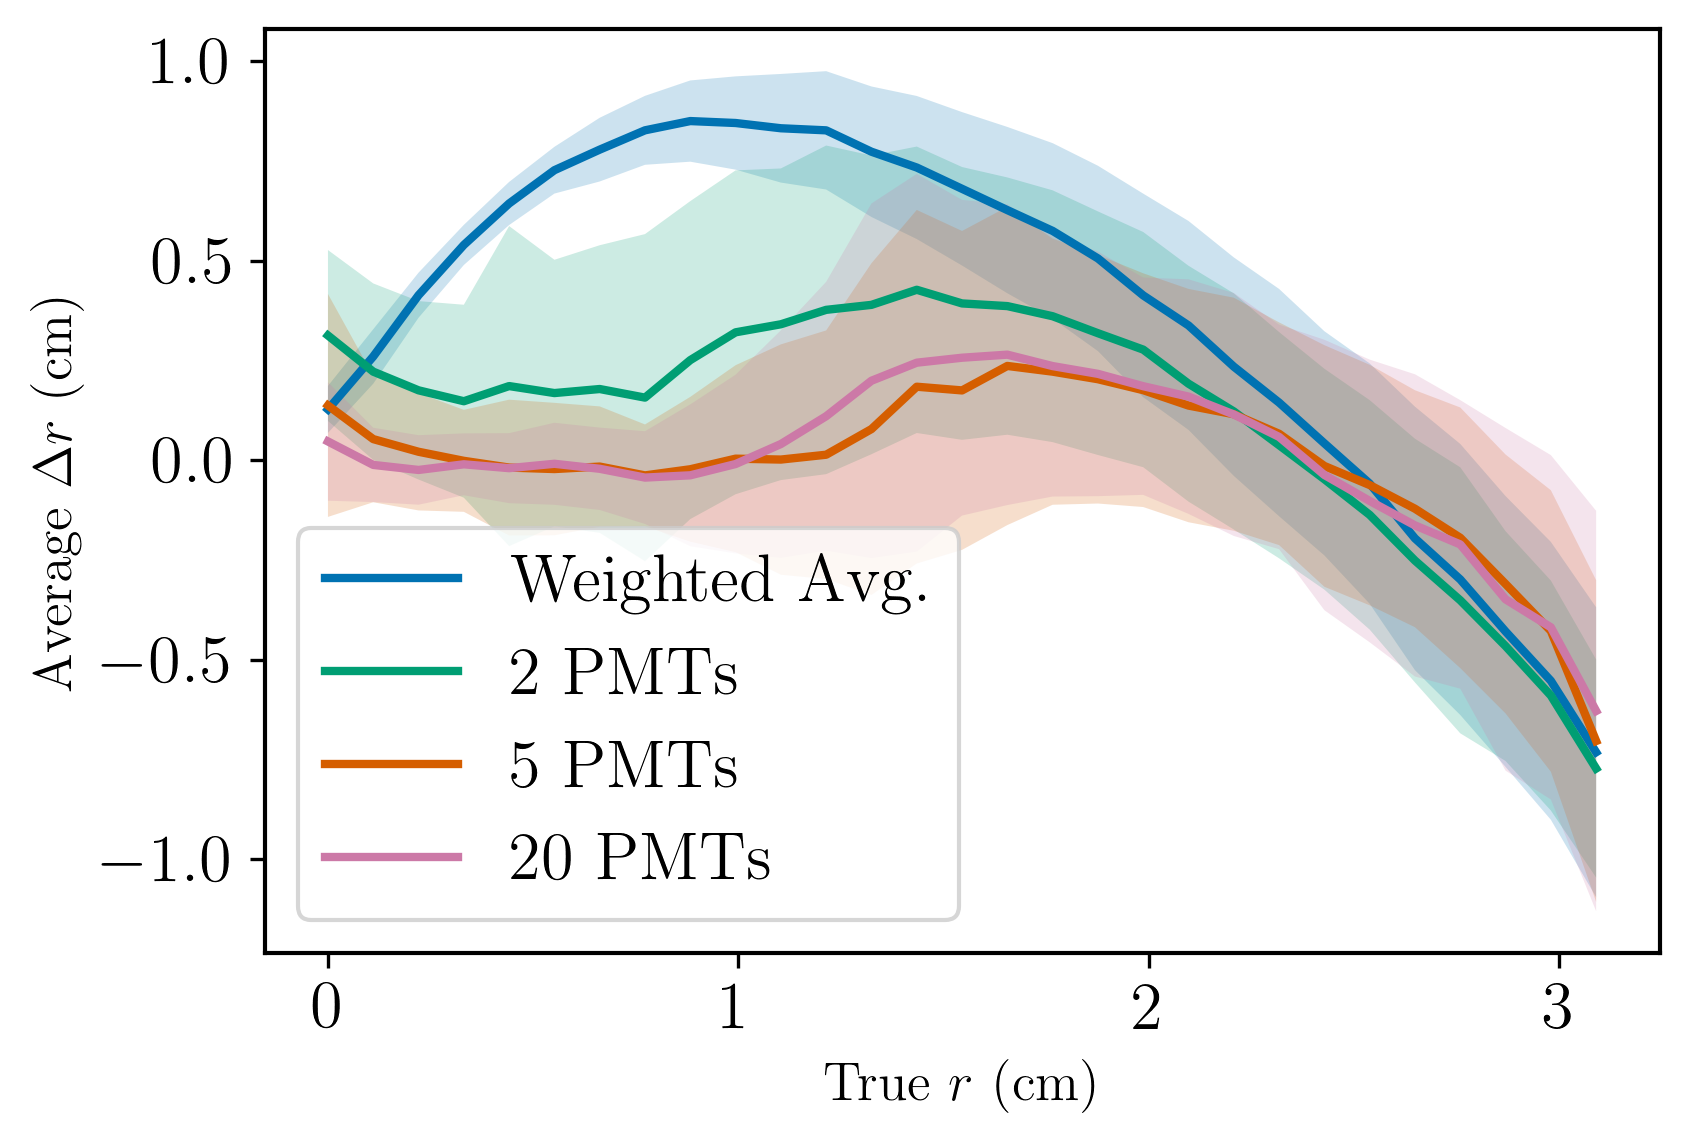 1.0
0.5
0.0
−0.5
−1.0
Average Δr (cm)
Weighted Avg.
2 PMTs
5 PMTs
20 PMTs
0 1 2 3
True r (cm)